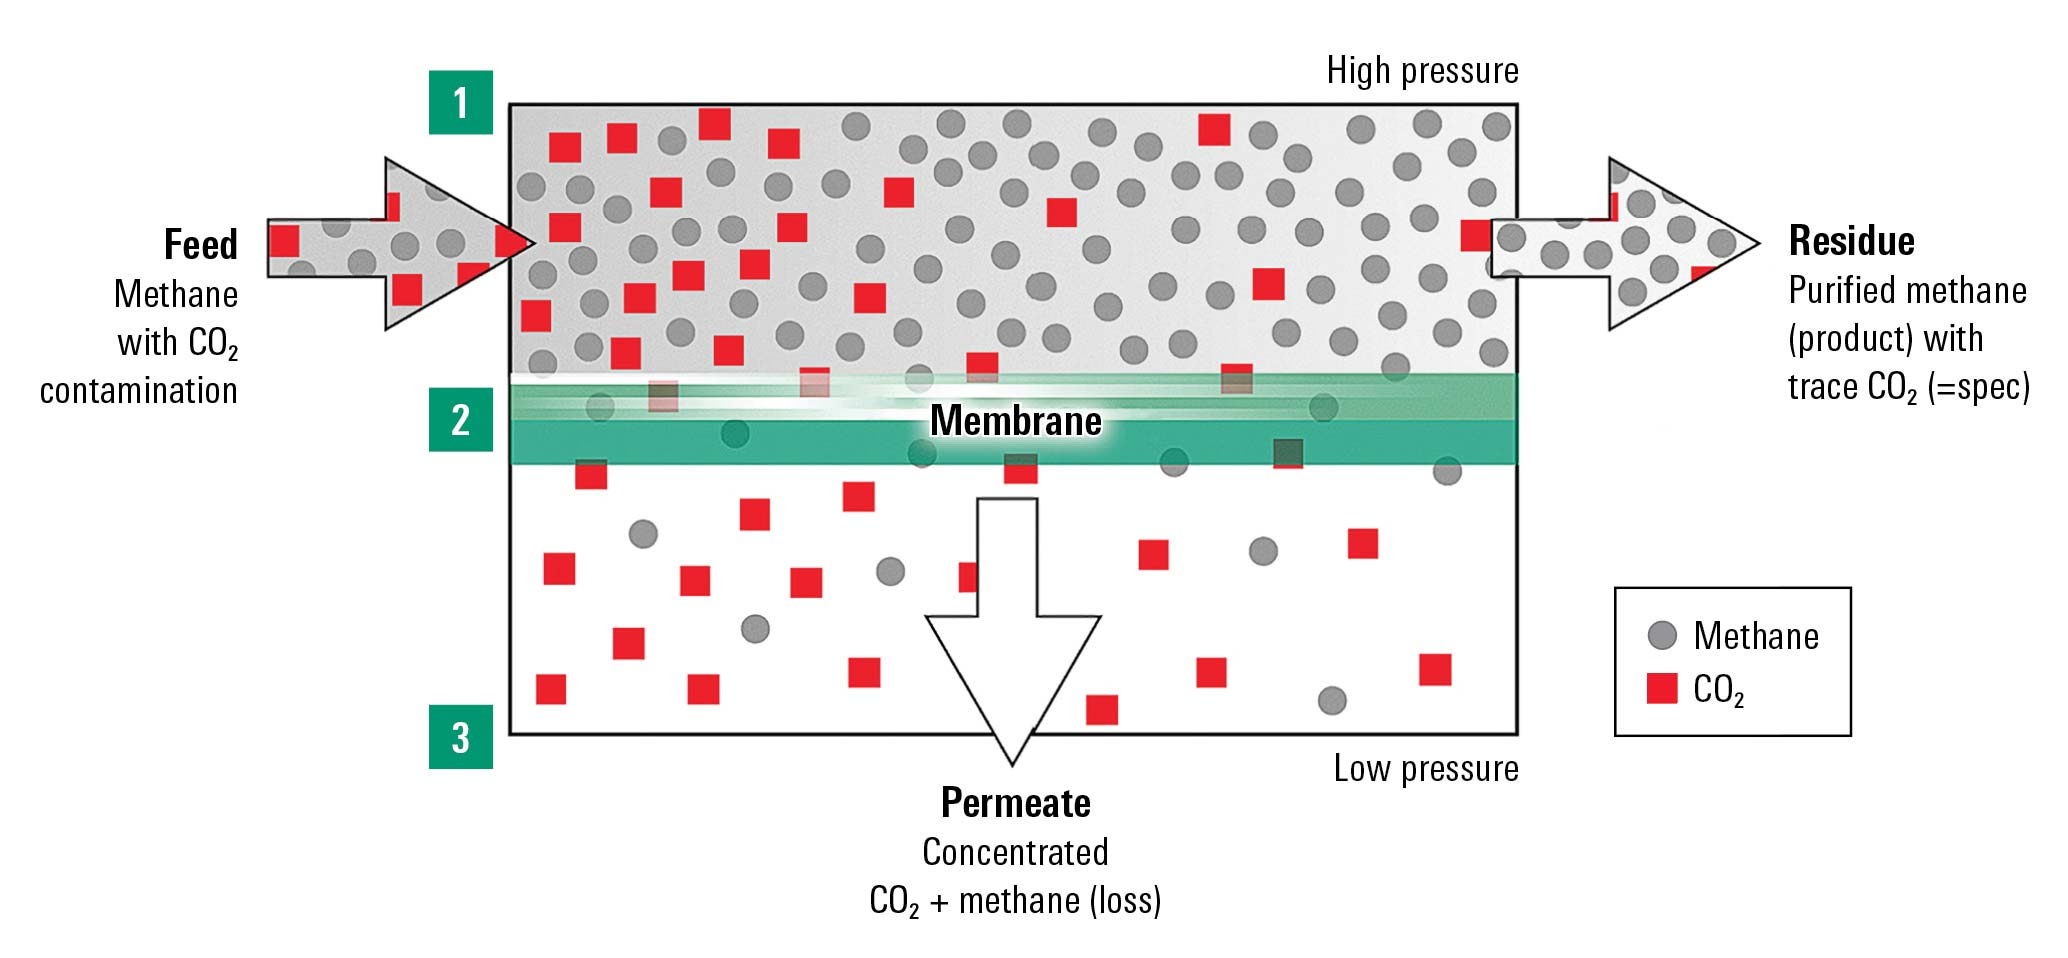 High pressure
1
Feed
Methane
with CO₂
contamination
Residue
Purified methane
(product) with
trace CO₂ (=spec)
2
Membrane
Methane
CO₂
3
Low pressure
Permeate
Concentrated
CO₂ + methane (loss)